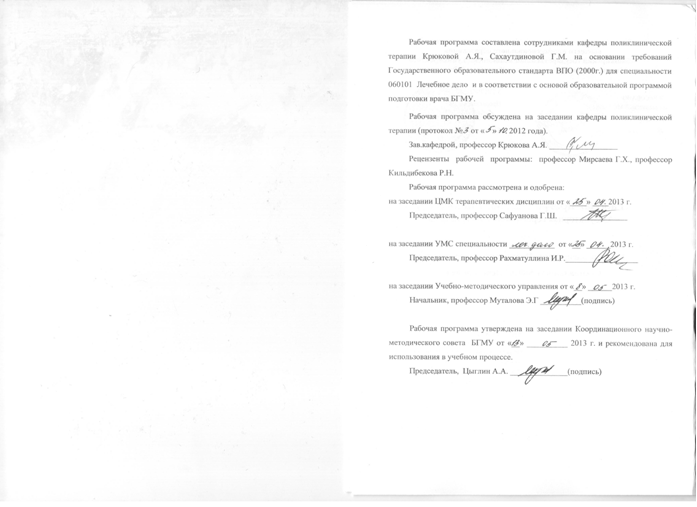 Рабочая программа составлена сотрудниками кафедры поликлинической
терапии Крюковой А.Я., Сахаутдиновой Г.М. на основании требований
Государственного образовательного стандарта ВПО (2000г.) для специальности
060101 Лечебное дело и в соответствии с основой образовательной программой
подготовки врача БГМУ.
Рабочая программа обсуждена на заседании кафедры поликлинической
терапии (протокол №3 от «5» 10 2012 года).
Зав.кафедрой, профессор Крюкова А.Я.
Рецензенты рабочей программы: профессор Мирсаева Г.Х., профессор
Кильдибекова Р.Н.
Рабочая программа рассмотрена и одобрена:
на заседании ЦМК терапевтических дисциплин от «25» 04 2013 г.
Председатель, профессор Сафуанова Г.Ш.
на заседании УМС специальности леч дело от «26» 04. 2013 г.
Председатель, профессор Рахматуллина И.Р.
на заседании Учебно-методического управления от «8» 05 2013 г.
Начальник, профессор Муталова Э.Г (подпись)
Рабочая программа утверждена на заседании Координационного научно-
методического совета БГМУ от « » 05 2013 г. и рекомендована для
использования в учебном процессе.
Председатель, Цыглин А.А. (подпись)